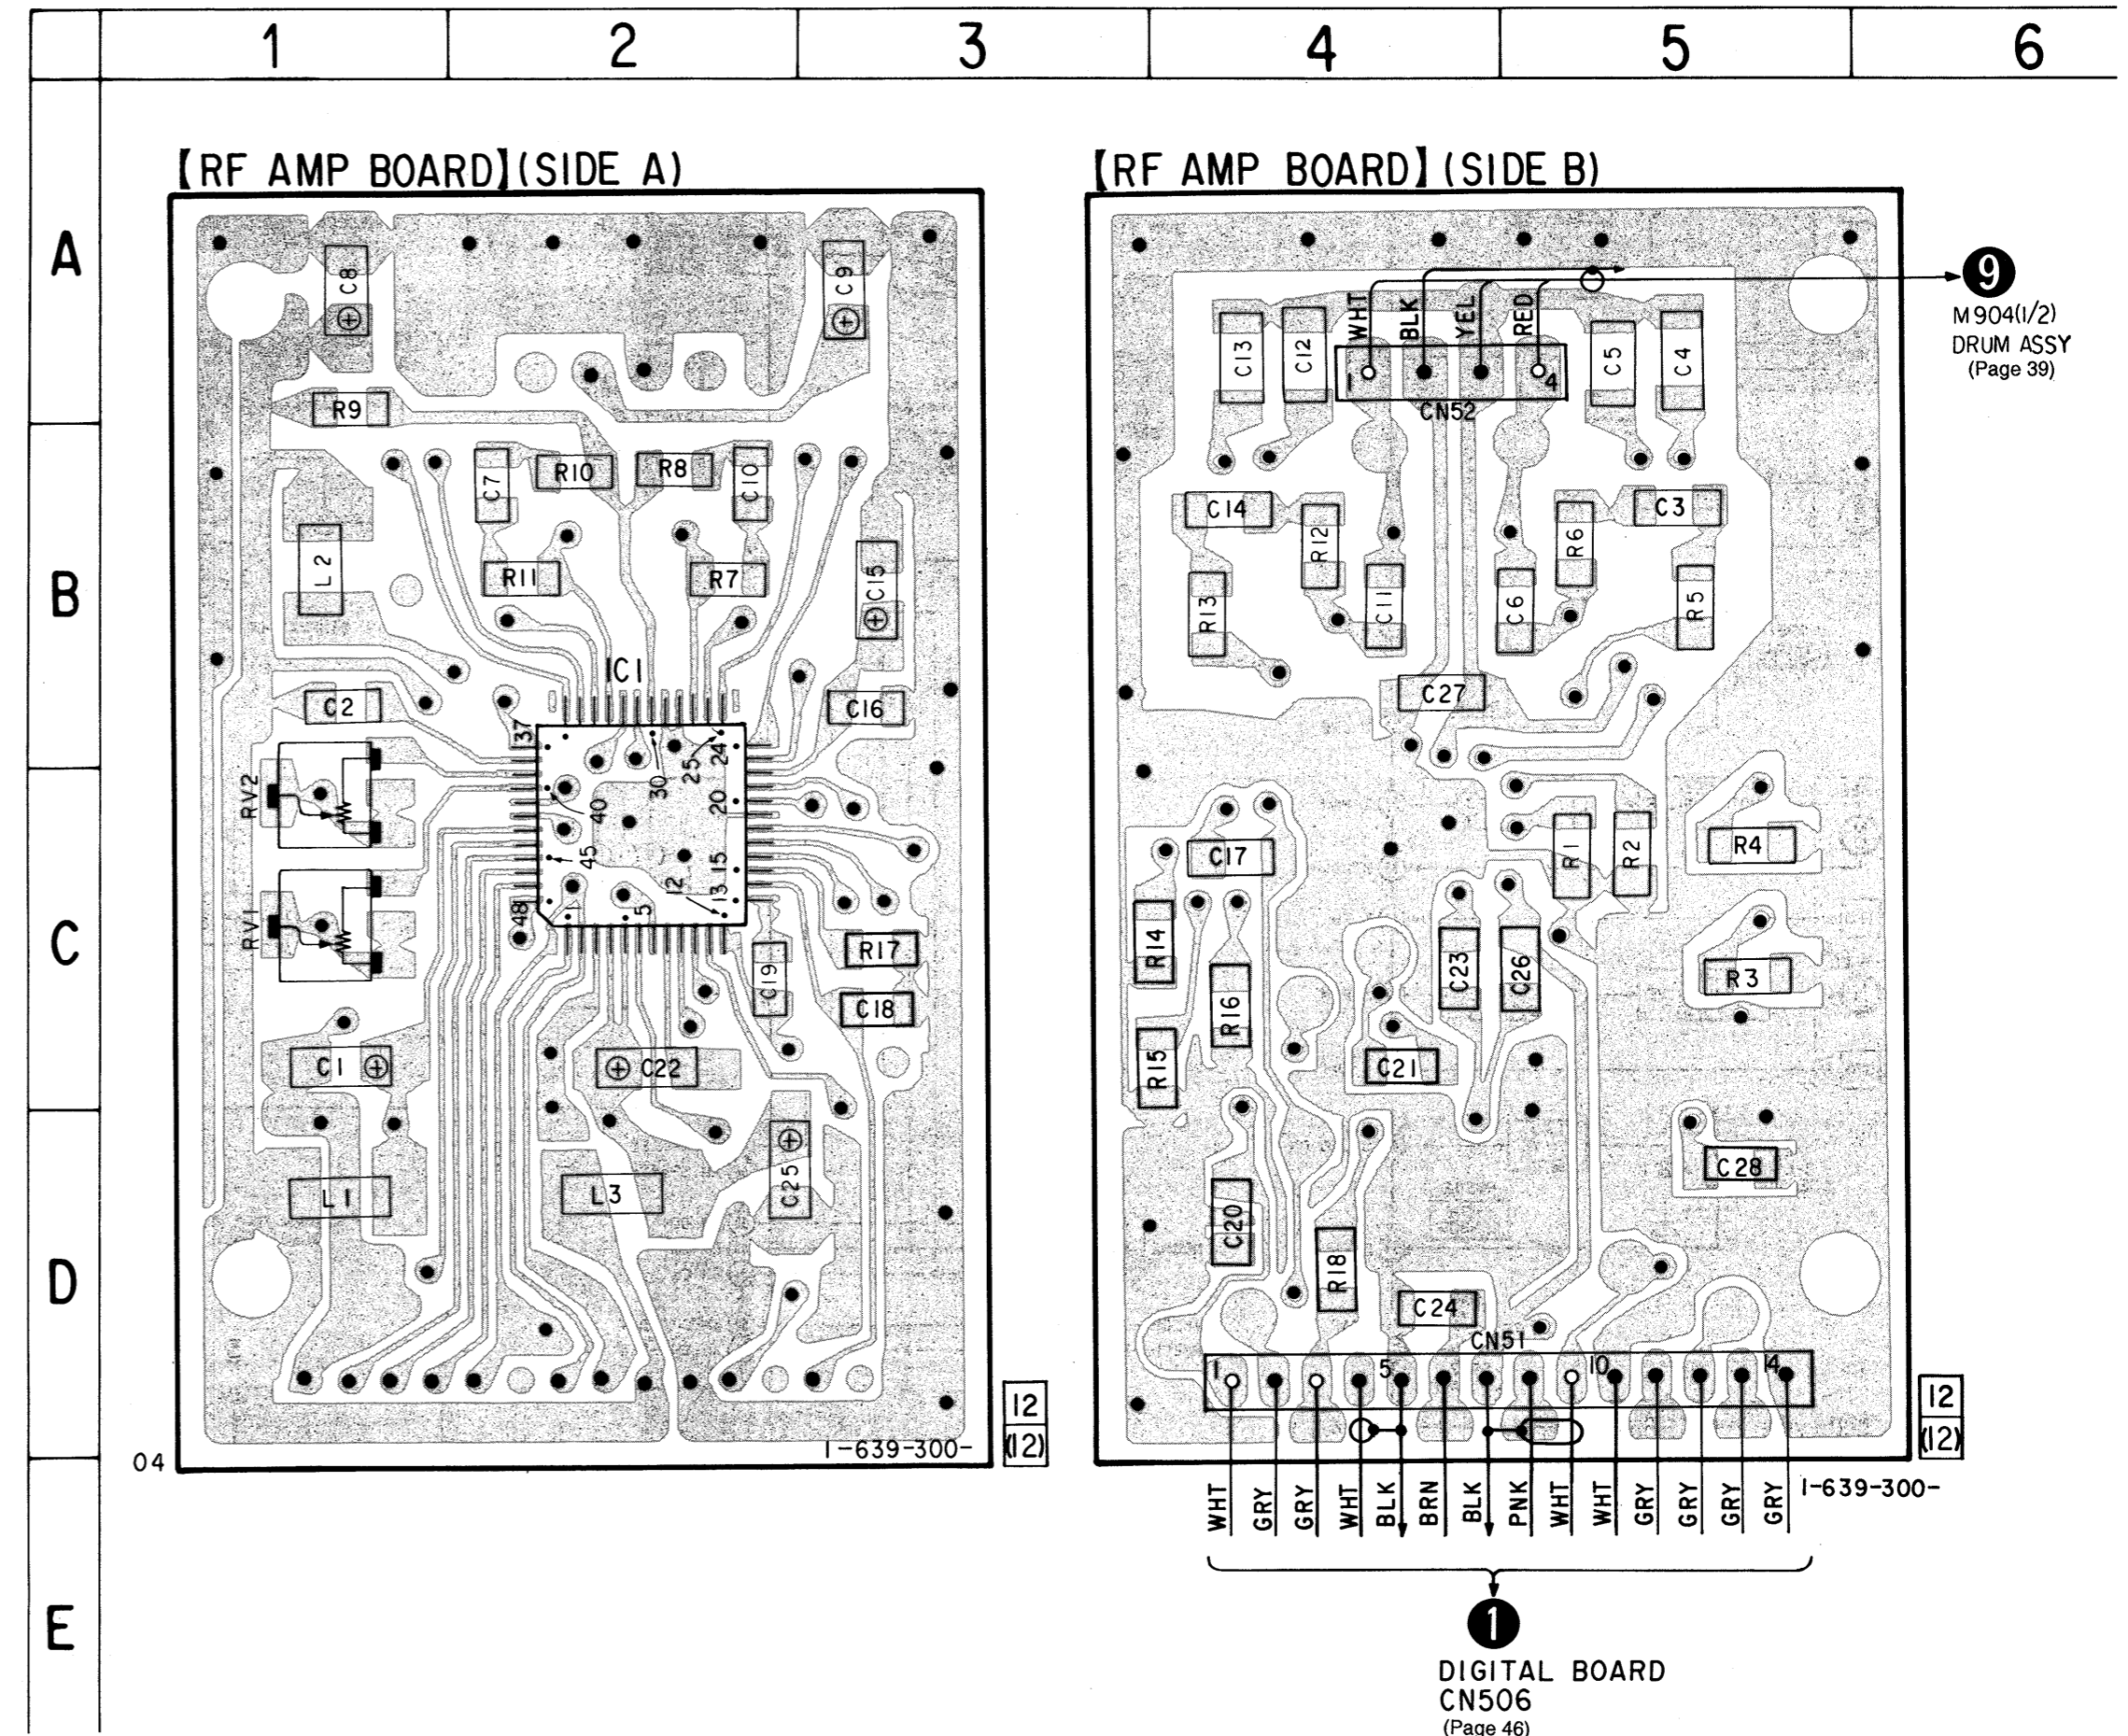 1 2 3 4 5 6
A
B
C
D
E
【RF AMP BOARD】(SIDE A)
C8
C9
R9
C7
R10
R8
C10
L2
R11
R7
C15
IC1
C2
C16
37
24
25
30
RV2
40
20
45
15
12
13
48
1
5
RV1
R17
C19
C18
C1
C22
C25
L1
L3
12
(12)
1-639-300-
04
【RF AMP BOARD】(SIDE B)
WHT
BLK
YEL
RED
9
M904(1/2)
DRUM ASSY
(Page 39)
C13
C12
1
4
C5
C4
CN52
C14
R12
R6
C3
R13
C11
C6
R5
C27
C17
R1
R2
R4
R14
C23
C26
R3
R16
R15
C21
C28
C20
R18
C24
CN51
1
5
10
14
12
(12)
1-639-300-
WHT
GRY
GRY
WHT
BLK
BRN
BLK
PNK
WHT
WHT
GRY
GRY
GRY
GRY
1
DIGITAL BOARD
CN506
(Page 46)